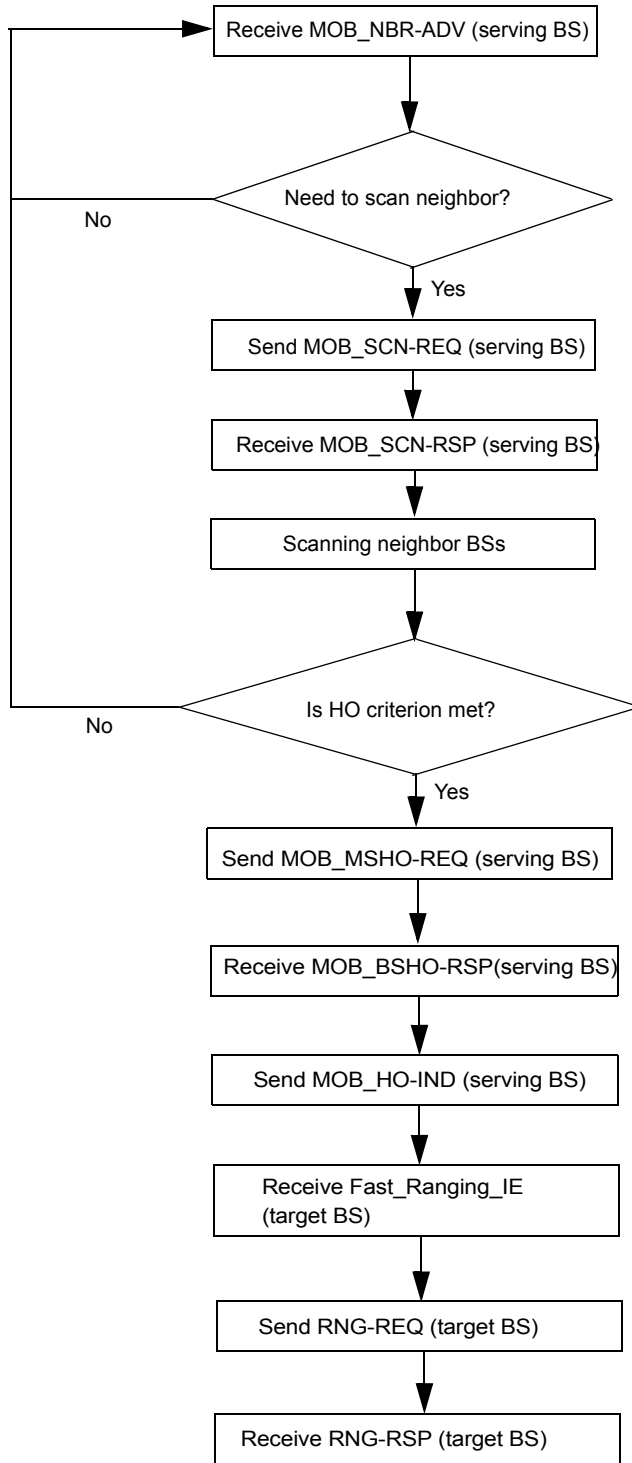 Receive MOB_NBR-ADV (serving BS)
Need to scan neighbor?
No
Yes
Send MOB_SCN-REQ (serving BS)
Receive MOB_SCN-RSP (serving BS)
Scanning neighbor BSs
Is HO criterion met?
No
Yes
Send MOB_MSHO-REQ (serving BS)
Receive MOB_BSHO-RSP(serving BS)
Send MOB_HO-IND (serving BS)
Receive Fast_Ranging_IE
(target BS)
Send RNG-REQ (target BS)
Receive RNG-RSP (target BS)